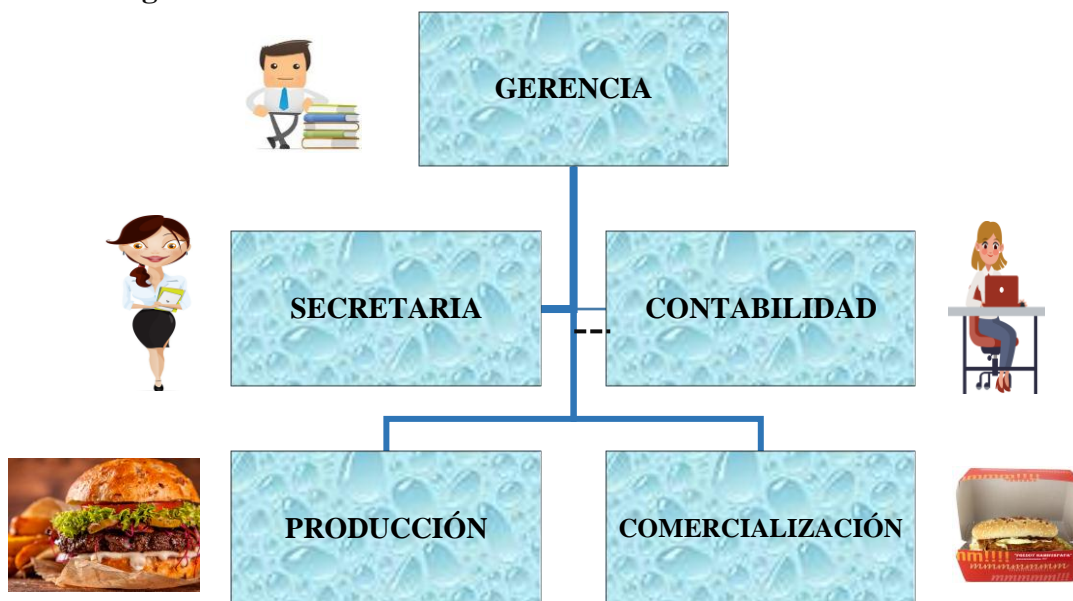 GERENCIA
SECRETARIA
CONTABILIDAD
PRODUCCIÓN
COMERCIALIZACIÓN